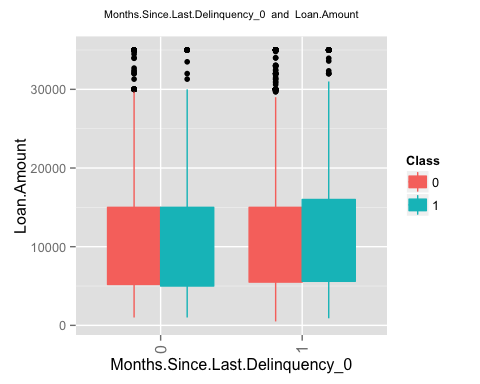 Months.Since.Last.Delinquency_0 and Loan.Amount
30000
20000
10000
0
Loan.Amount
0
1
Months.Since.Last.Delinquency_0
Class
0
1